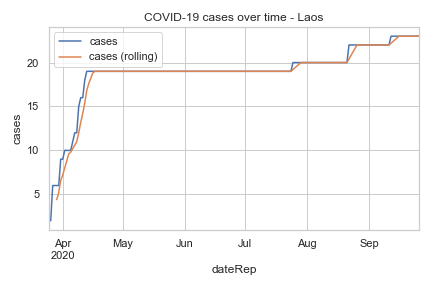 COVID-19 cases over time - Laos
cases
cases (rolling)
cases
20
15
10
5
Apr
2020
May
Jun
Jul
Aug
Sep
dateRep